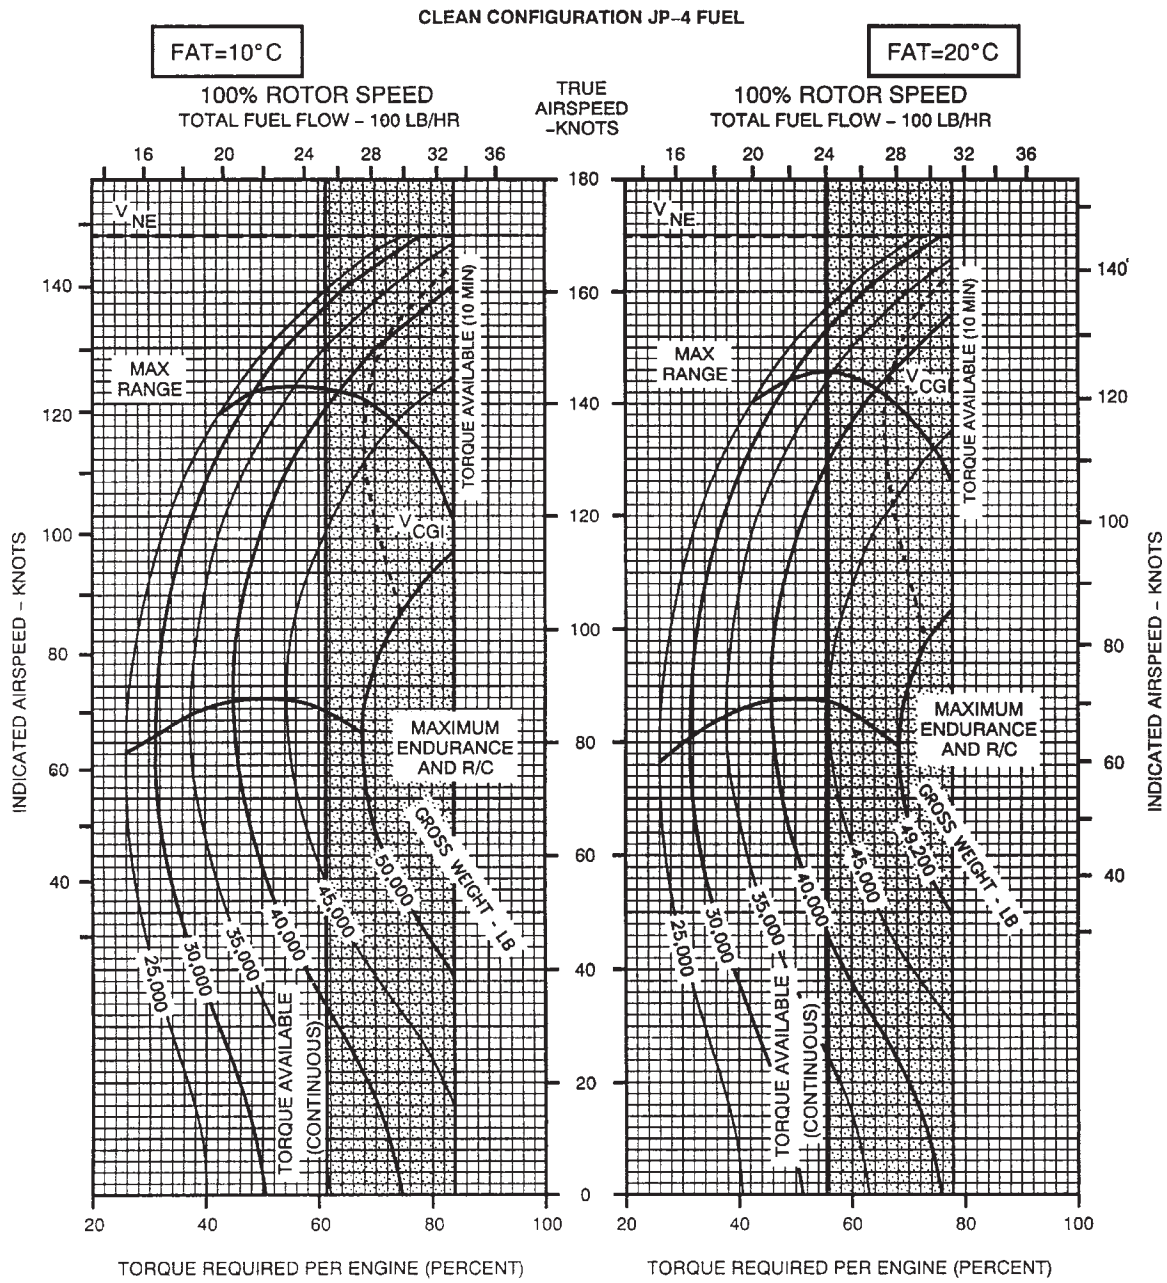 CLEAN CONFIGURATION JP–4 FUEL
FAT=10°C
FAT=20°C
100% ROTOR SPEED
TOTAL FUEL FLOW – 100 LB/HR
TRUE
AIRSPEED
–KNOTS
100% ROTOR SPEED
TOTAL FUEL FLOW – 100 LB/HR
16 20 24 28 32 36
16 20 24 28 32 36
V NE
MAX
RANGE
TORQUE AVAILABLE (10 MIN)
V CGI
MAXIMUM
ENDURANCE
AND R/C
GROSS WEIGHT - LB
25,000
30,000
35,000
40,000
45,000
50,000
TORQUE AVAILABLE
(CONTINUOUS)
INDICATED AIRSPEED – KNOTS
140
120
100
80
60
40
180
160
140
120
100
80
60
40
20
0
V NE
MAX
RANGE
TORQUE AVAILABLE (10 MIN)
V CGI
MAXIMUM
ENDURANCE
AND R/C
GROSS WEIGHT - LB
25,000
30,000
35,000
40,000
45,000
49,200
TORQUE AVAILABLE
(CONTINUOUS)
140
120
100
80
60
40
INDICATED AIRSPEED – KNOTS
20 40 60 80 100
20 40 60 80 100
TORQUE REQUIRED PER ENGINE (PERCENT)
TORQUE REQUIRED PER ENGINE (PERCENT)